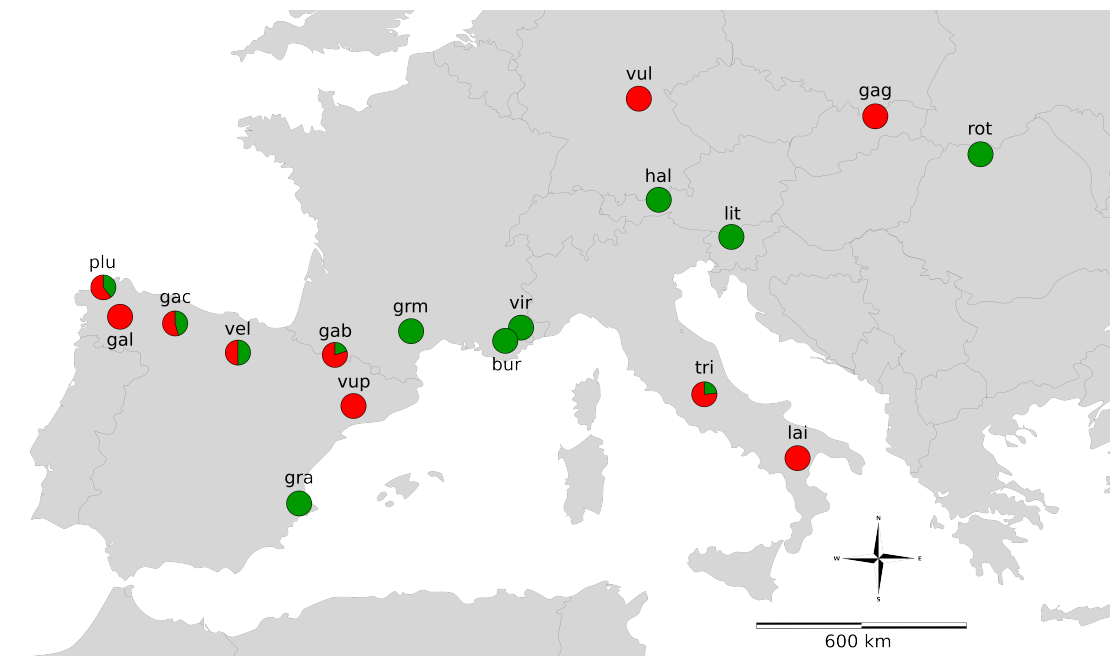 vul
gag
rot
hal
lit
plu
gac
vir
grm
vel
gab
gal
bur
tri
vup
lai
gra
N
W
E
S
600 km